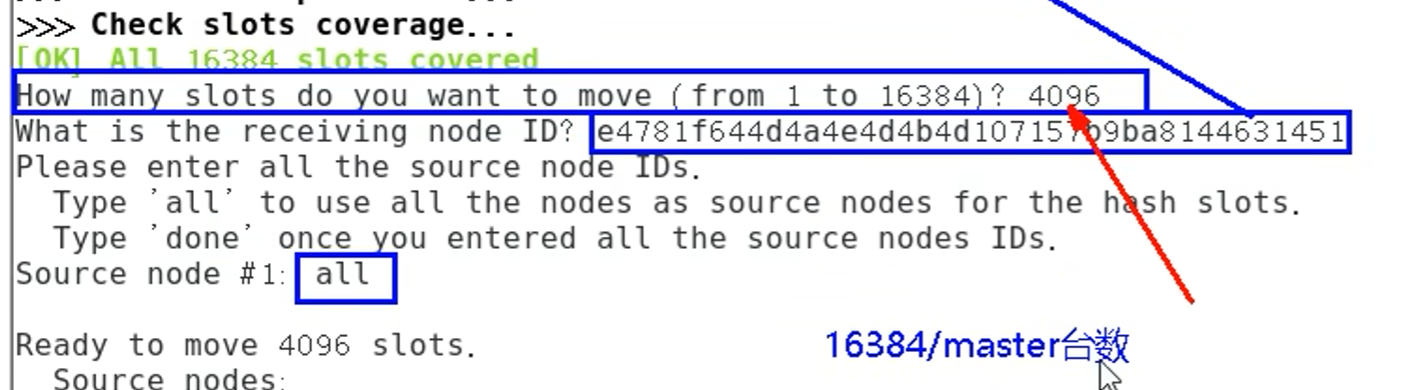 >>> Check slots coverage...
[OK] All 16384 slots covered
How many slots do you want to move (from 1 to 16384)? 4096
What is the receiving node ID? e4781f644d4a4e4d4b4d107157b9ba8144631451
Please enter all the source node IDs.
  Type 'all' to use all the nodes as source nodes for the hash slots.
  Type 'done' once you entered all the source nodes IDs.
Source node #1: all
Ready to move 4096 slots.
16384/master台数
  Source nodes: